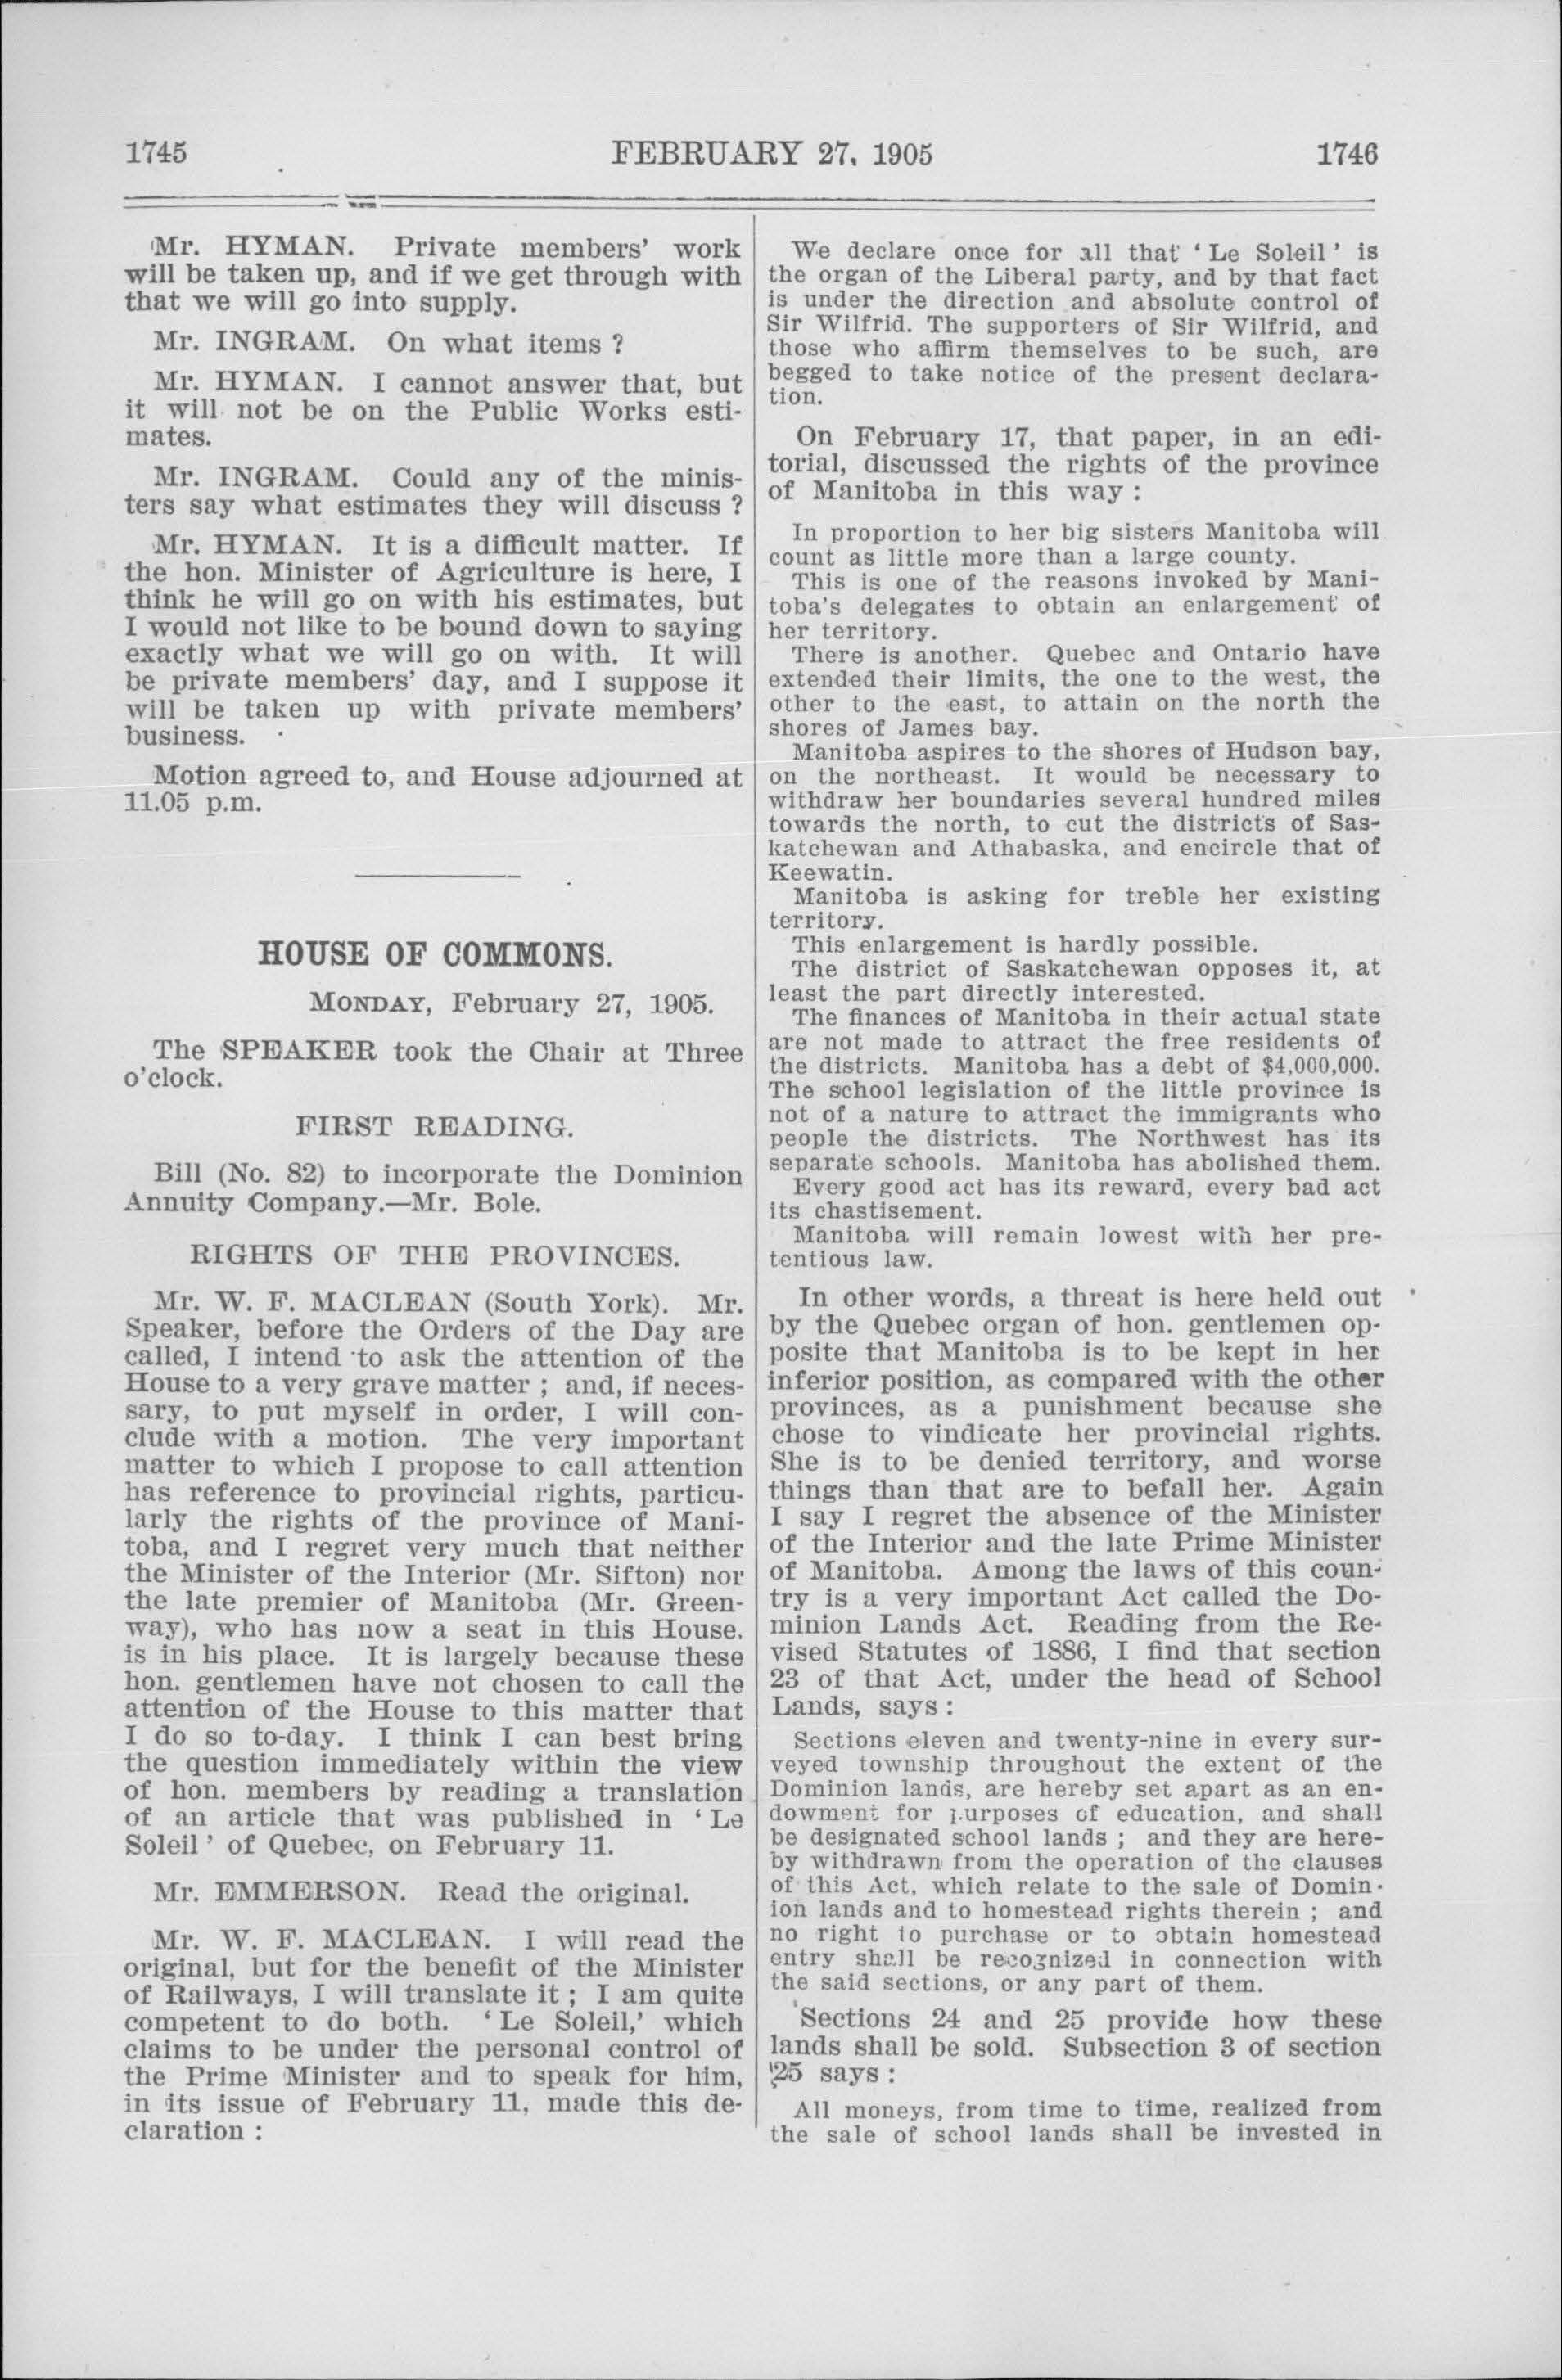 1745
FEBRUARY 27, 1905
1746
Mr. HYMAN. Private members' work
will be taken up, and if we get through with
that we will go into supply.
Mr. INGRAM. On what items ?
Mr. HYMAN. I cannot answer that, but
it will not be on the Public Works esti-
mates.
Mr. INGRAM. Could any of the minis-
ters say what estimates they will discuss ?
Mr. HYMAN. It is a difficult matter. If
the hon. Minister of Agriculture is here, I
think he will go on with his estimates, but
I would not like to be bound down to saying
exactly what we will go on with. It will
be private members' day, and I suppose it
will be taken up with private members'
business.
Motion agreed to, and House adjourned at
11.05 p.m.
HOUSE OF COMMONS.
MONDAY, February 27, 1905.
The SPEAKER took the Chair at Three
o'clock.
FIRST READING.
Bill (No. 82) to incorporate the Dominion
Annuity Company.—Mr. Bole.
RIGHTS OF THE PROVINCES.
Mr. W. F. MACLEAN (South York). Mr.
Speaker, before the Orders of the Day are
called, I intend to ask the attention of the
House to a very grave matter ; and, if neces-
sary, to put myself in order, I will con-
clude with a motion. The very important
matter to which I propose to call attention
has reference to provincial rights, particu-
larly the rights of the province of Mani-
toba, and I regret very much that neither
the Minister of the Interior (Mr. Sifton) nor
the late premier of Manitoba (Mr. Green-
way), who has now a seat in this House,
is in his place. It is largely because these
hon. gentlemen have not chosen to call the
attention of the House to this matter that
I do so to-day. I think I can best bring
the question immediately within the view
of hon. members by reading a translation
of an article that was published in ' Le
Soleil ' of Quebec, on February 11.
Mr. EMMERSON. Read the original.
Mr. W. F. MACLEAN. I will read the
original, but for the benefit of the Minister
of Railways, I will translate it ; I am quite
competent to do both. ' Le Soleil,' which
claims to be under the personal control of
the Prime Minister and to speak for him,
in its issue of February 11, made this de-
claration :
We declare once for all that ' Le Soleil ' is
the organ of the Liberal party, and by that fact
is under the direction and absolute control of
Sir Wilfrid. The supporters of Sir Wilfrid, and
those who affirm themselves to be such, are
begged to take notice of the present declara-
tion.
On February 17, that paper, in an edi-
torial, discussed the rights of the province
of Manitoba in this way :
In proportion to her big sisters Manitoba will
count as little more than a large county.
This is one of the reasons invoked by Mani-
toba's delegates to obtain an enlargement of
her territory.
There is another. Quebec and Ontario have
extended their limits, the one to the west, the
other to the east, to attain on the north the
shores of James bay.
Manitoba aspires to the shores of Hudson bay,
on the northeast. It would be necessary to
withdraw her boundaries several hundred miles
towards the north, to cut the districts of Sas-
katchewan and Athabaska, and encircle that of
Keewatin.
Manitoba is asking for treble her existing
territory.
This enlargement is hardly possible.
The district of Saskatchewan opposes it, at
least the part directly interested.
The finances of Manitoba in their actual state
are not made to attract the free residents of
the districts. Manitoba has a debt of $4,000,000.
The school legislation of the little province is
not of a nature to attract the immigrants who
people the districts. The Northwest has its
separate schools. Manitoba has abolished them.
Every good act has its reward, every bad act
its chastisement.
Manitoba will remain lowest with her pre-
tentious law.
In other words, a threat is here held out
by the Quebec organ of hon. gentlemen op-
posite that Manitoba is to be kept in her
inferior position, as compared with the other
provinces, as a punishment because she
chose to vindicate her provincial rights.
She is to be denied territory, and worse
things than that are to befall her. Again
I say I regret the absence of the Minister
of the Interior and the late Prime Minister
of Manitoba. Among the laws of this coun-
try is a very important Act called the Do-
minion Lands Act. Reading from the Re-
vised Statutes of 1886, I find that section
23 of that Act, under the head of School
Lands, says :
Sections eleven and twenty-nine in every sur-
veyed township throughout the extent of the
Dominion lands, are hereby set apart as an en-
dowment for purposes of education, and shall
be designated school lands ; and they are here-
by withdrawn from the operation of the clauses
of this Act, which relate to the sale of Domin-
ion lands and to homestead rights therein ; and
no right to purchase or to obtain homestead
entry shall be recognized in connection with
the said sections, or any part of them.
Sections 24 and 25 provide how these
lands shall be sold. Subsection 3 of section
25 says :
All moneys, from time to time, realized from
the sale of school lands shall be invested in